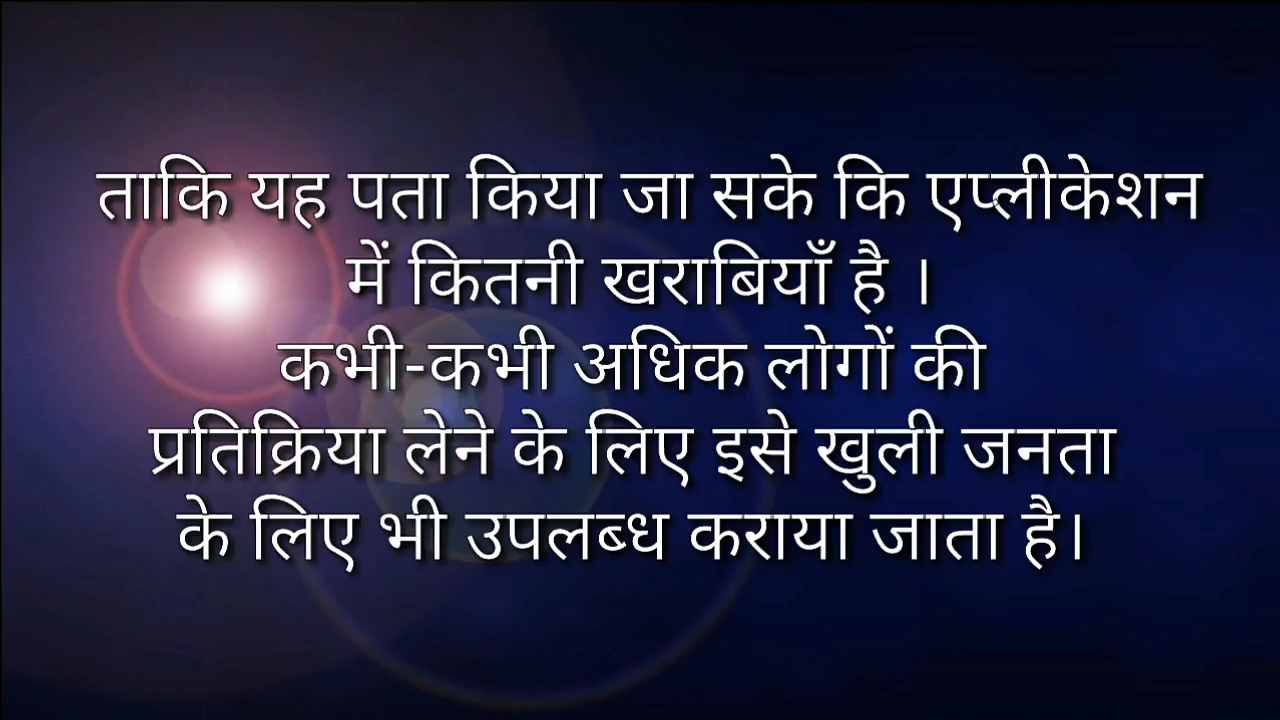 ताकि यह पता किया जा सके कि एप्लीकेशन
में कितनी खराबियाँ है ।
कभी-कभी अधिक लोगों की
प्रतिक्रिया लेने के लिए इसे खुली जनता
के लिए भी उपलब्ध कराया जाता है।